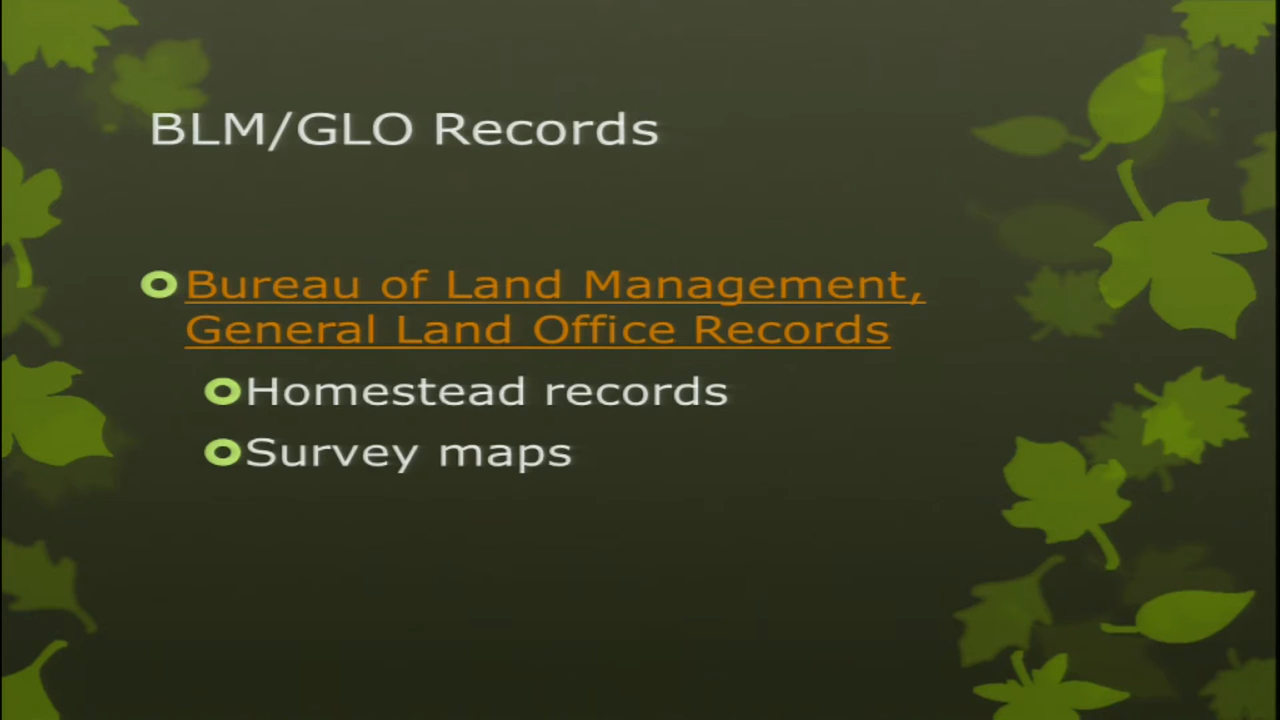 BLM/GLO Records
Bureau of Land Management,
General Land Office Records
Homestead records
Survey maps